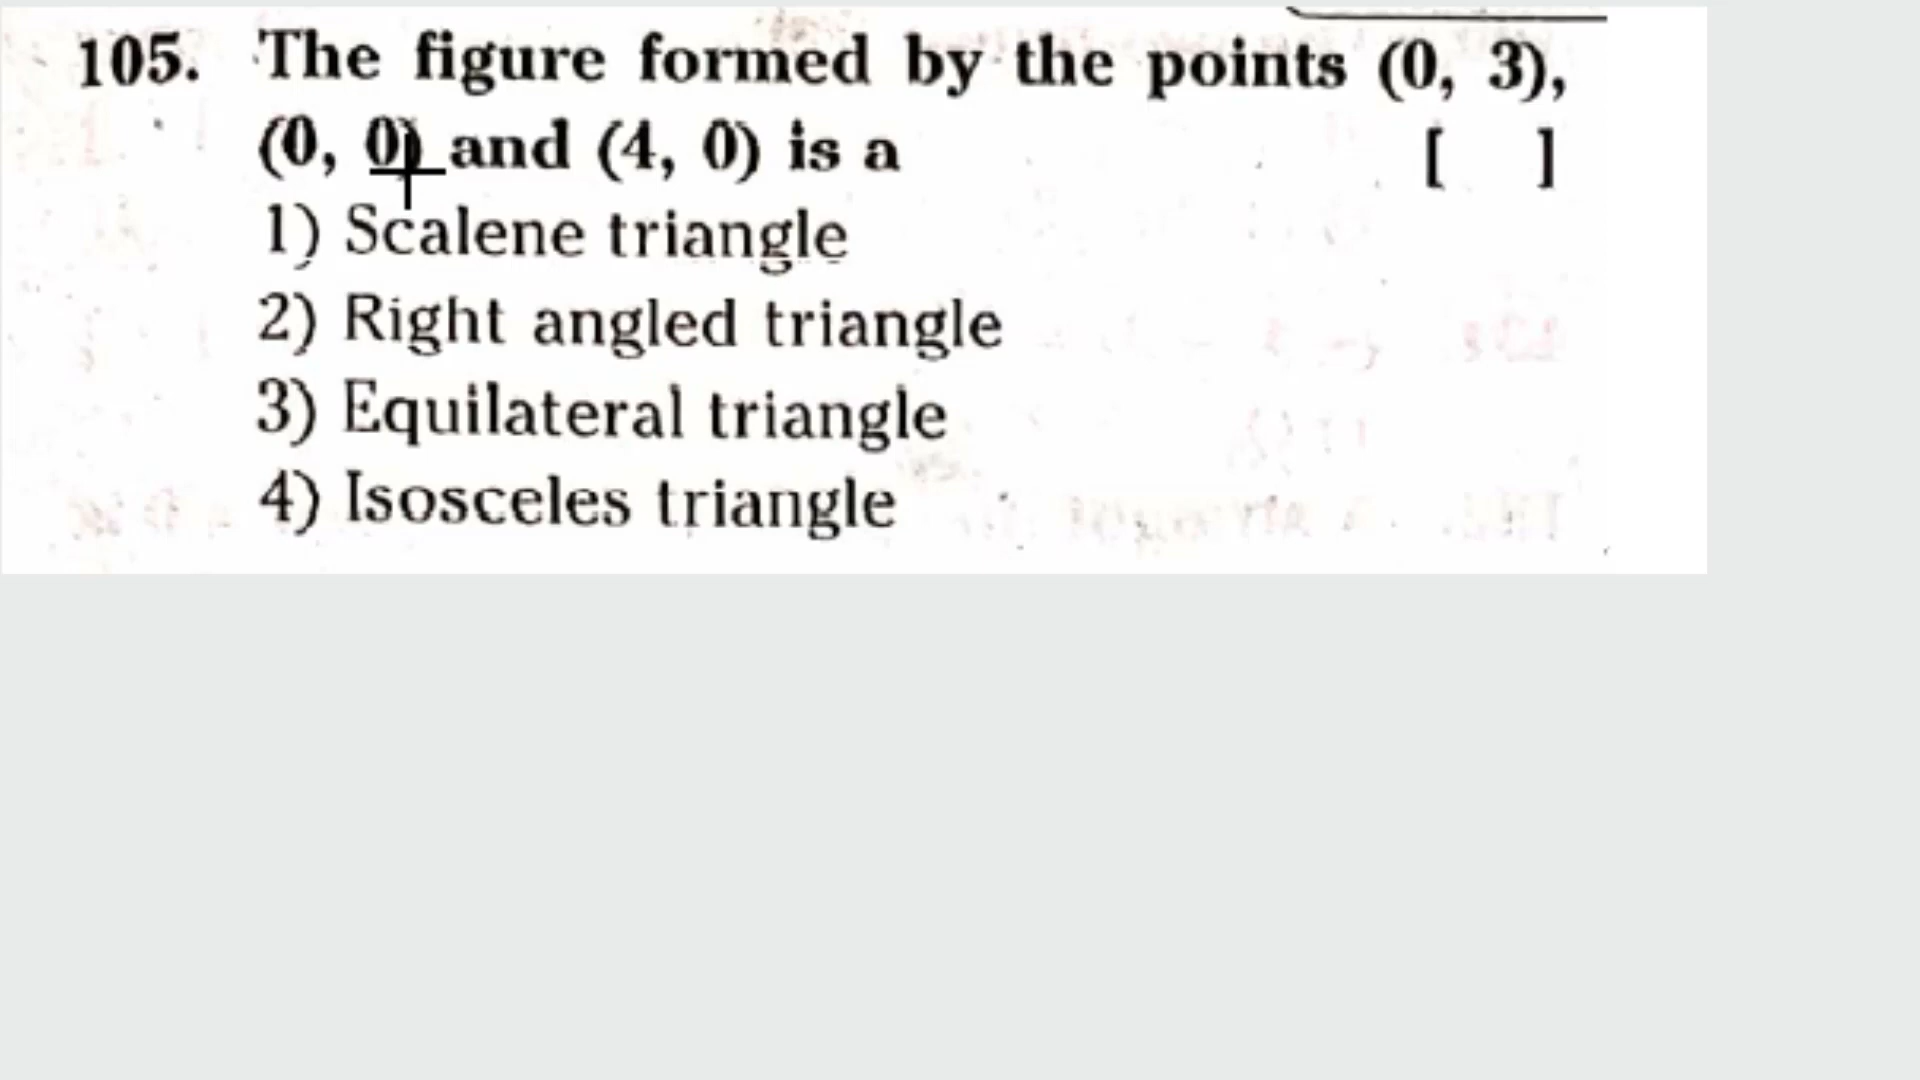 105. The figure formed by the points (0, 3),
(0, 0) and (4, 0) is a [ ]
1) Scalene triangle
2) Right angled triangle
3) Equilateral triangle
4) Isosceles triangle